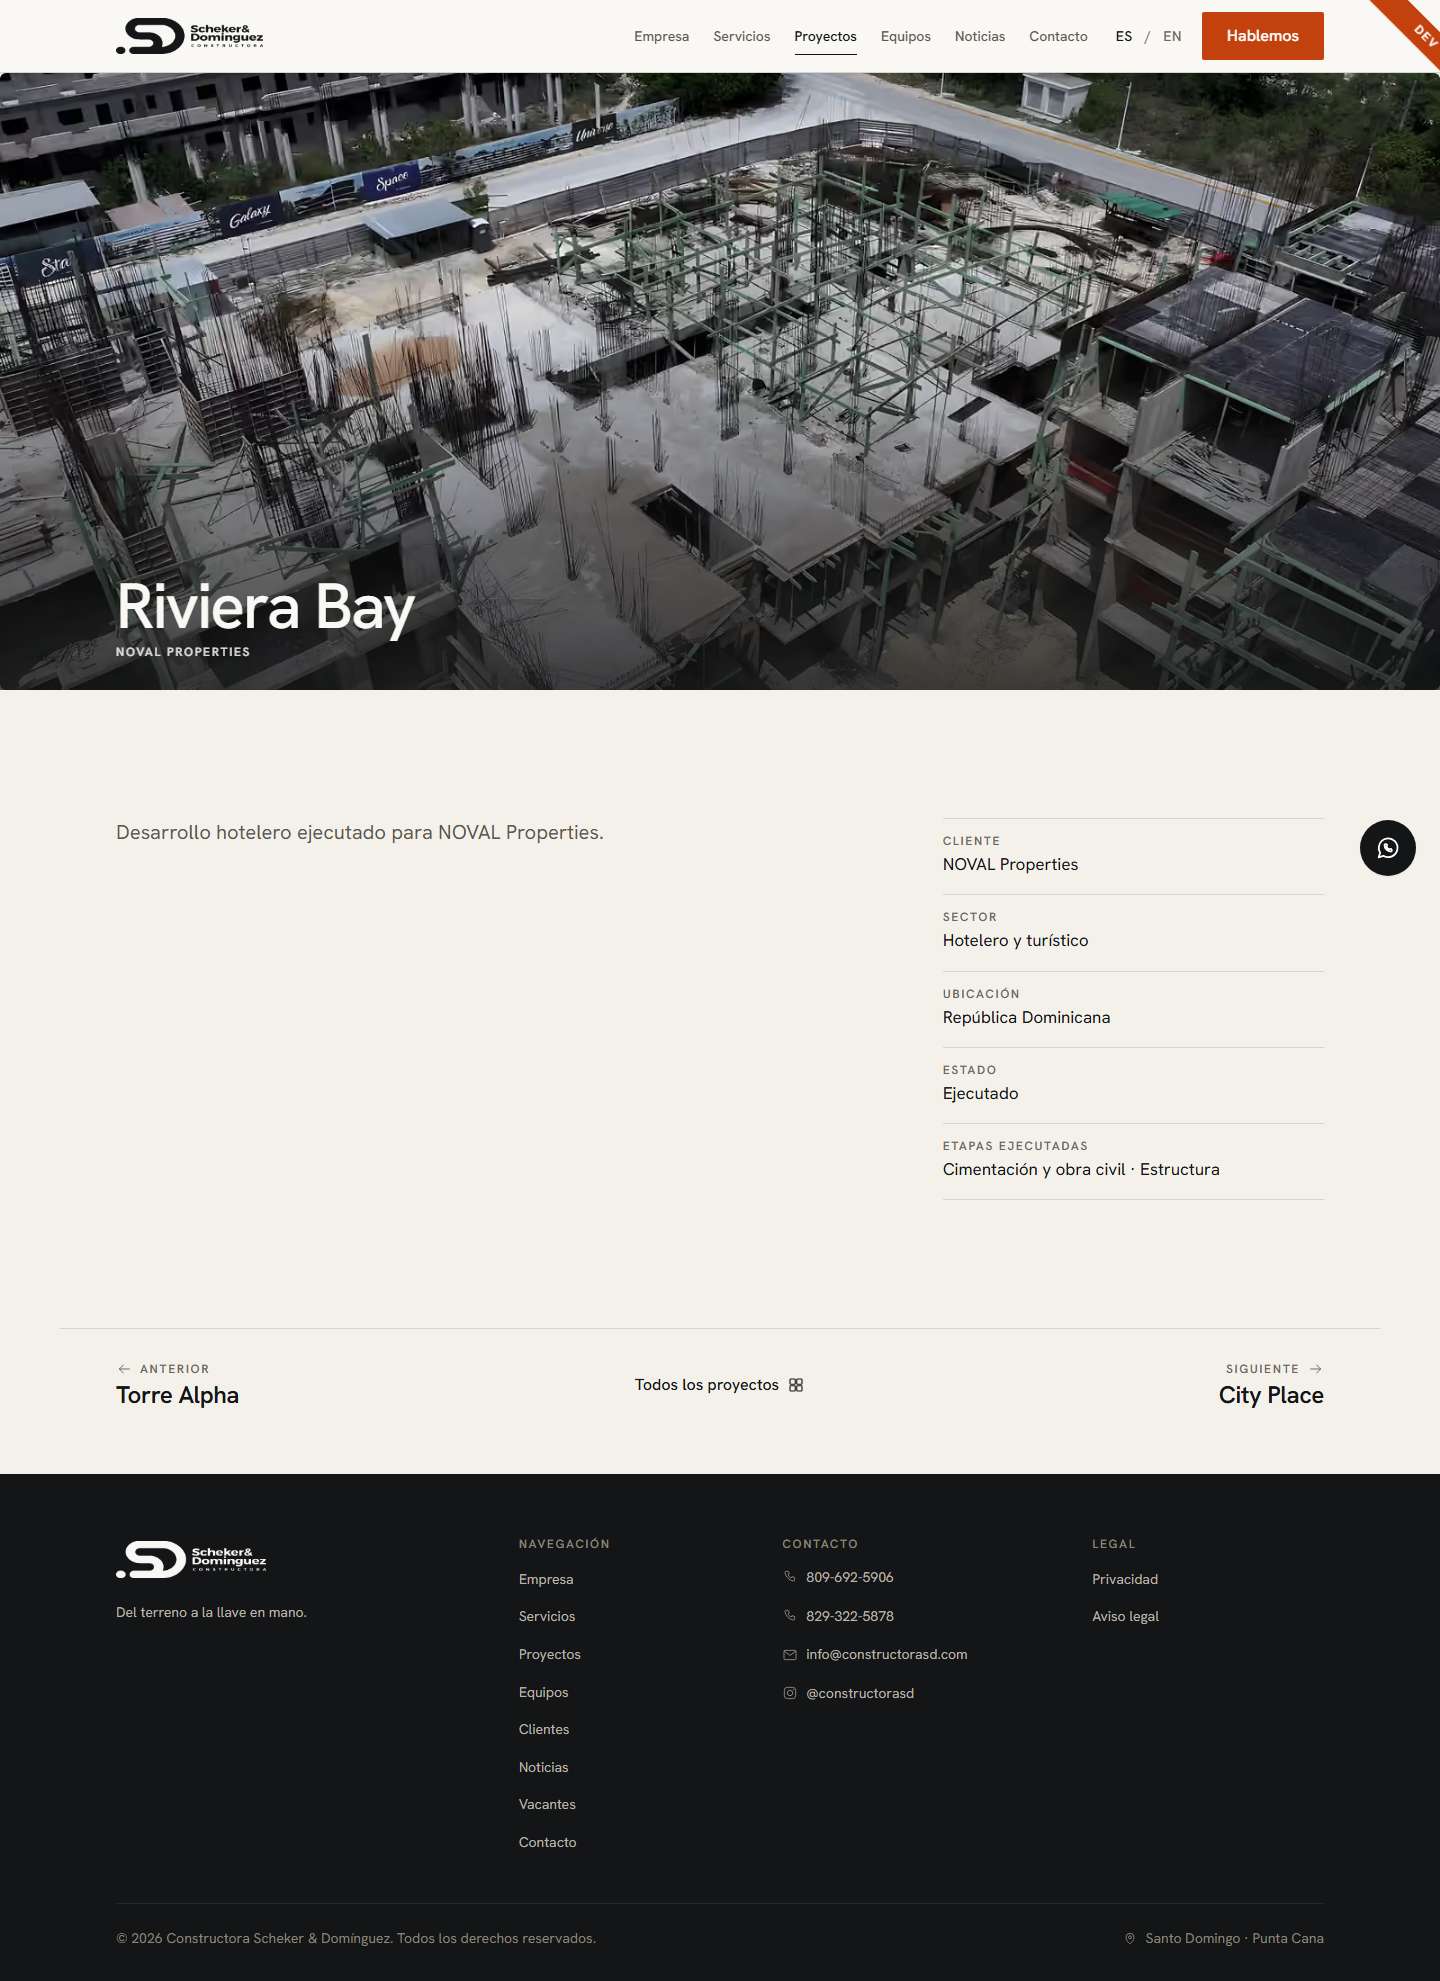 Scheker&
Dominguez
CONSTRUCTORA
Empresa
Servicios
Proyectos
Equipos
Noticias
Contacto
ES / EN
Hablemos
DEV
Galaxy
Space
Universe
Riviera Bay
NOVAL PROPERTIES
Desarrollo hotelero ejecutado para NOVAL Properties.
CLIENTE
NOVAL Properties
SECTOR
Hotelero y turístico
UBICACIÓN
República Dominicana
ESTADO
Ejecutado
ETAPAS EJECUTADAS
Cimentación y obra civil · Estructura
← ANTERIOR
Torre Alpha
Todos los proyectos
SIGUIENTE →
City Place
Scheker&
Dominguez
CONSTRUCTORA
Del terreno a la llave en mano.
NAVEGACIÓN
Empresa
Servicios
Proyectos
Equipos
Clientes
Noticias
Vacantes
Contacto
CONTACTO
809-692-5906
829-322-5878
info@constructorasd.com
@constructorasd
LEGAL
Privacidad
Aviso legal
© 2026 Constructora Scheker & Domínguez. Todos los derechos reservados.
Santo Domingo · Punta Cana